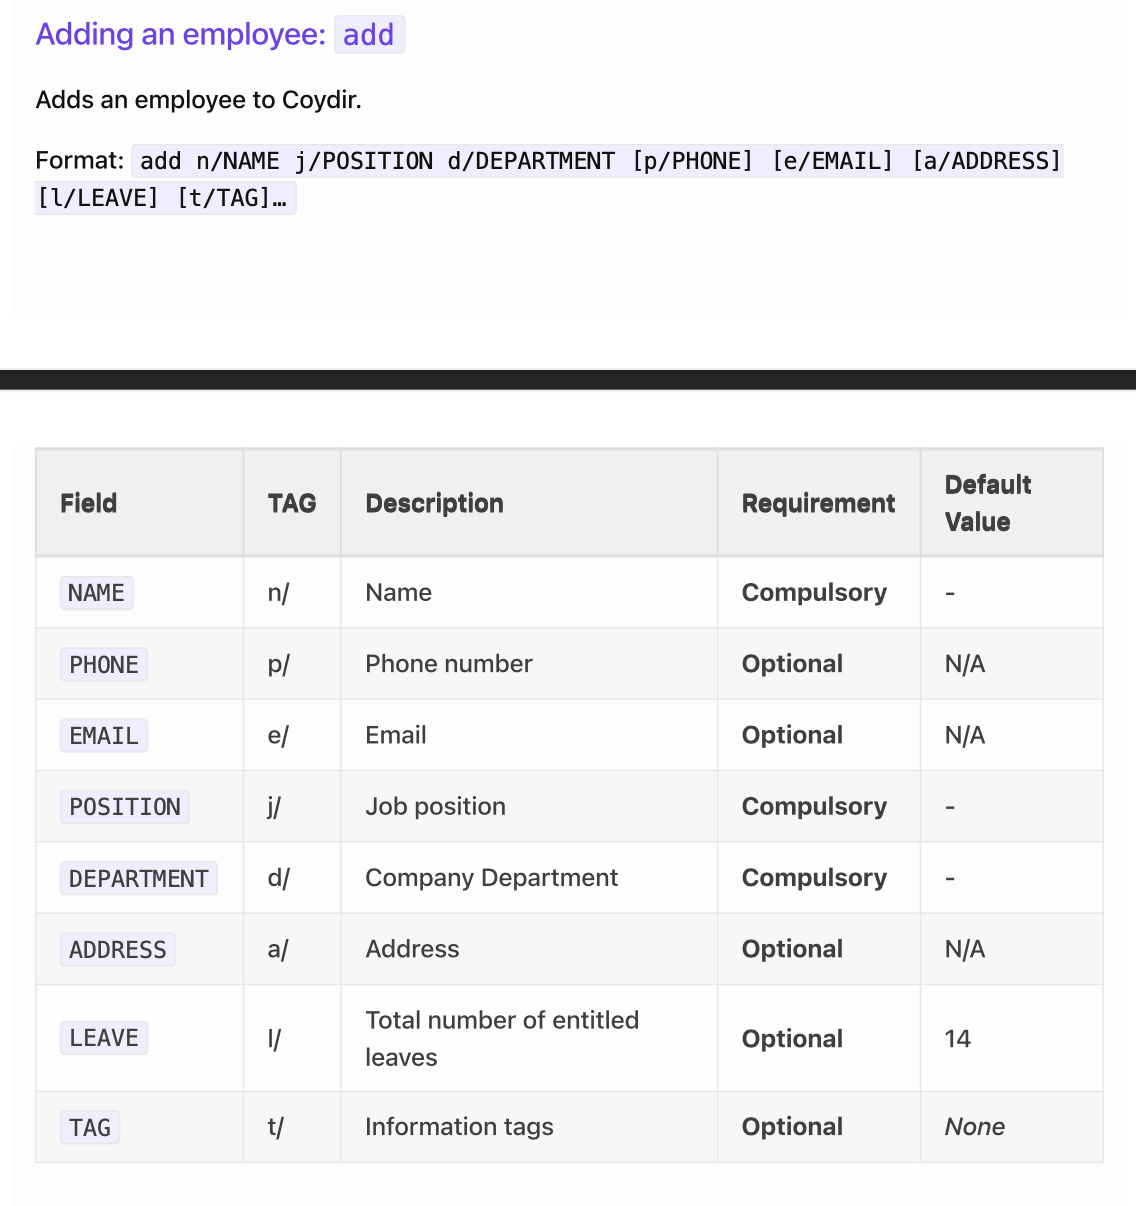 Adding an employee: add
Adds an employee to Coydir.
Format: add n/NAME j/POSITION d/DEPARTMENT [p/PHONE] [e/EMAIL] [a/ADDRESS]
[l/LEAVE] [t/TAG]…
Field TAG Description Requirement Default Value
NAME n/ Name Compulsory -
PHONE p/ Phone number Optional N/A
EMAIL e/ Email Optional N/A
POSITION j/ Job position Compulsory -
DEPARTMENT d/ Company Department Compulsory -
ADDRESS a/ Address Optional N/A
LEAVE l/ Total number of entitled leaves Optional 14
TAG t/ Information tags Optional None